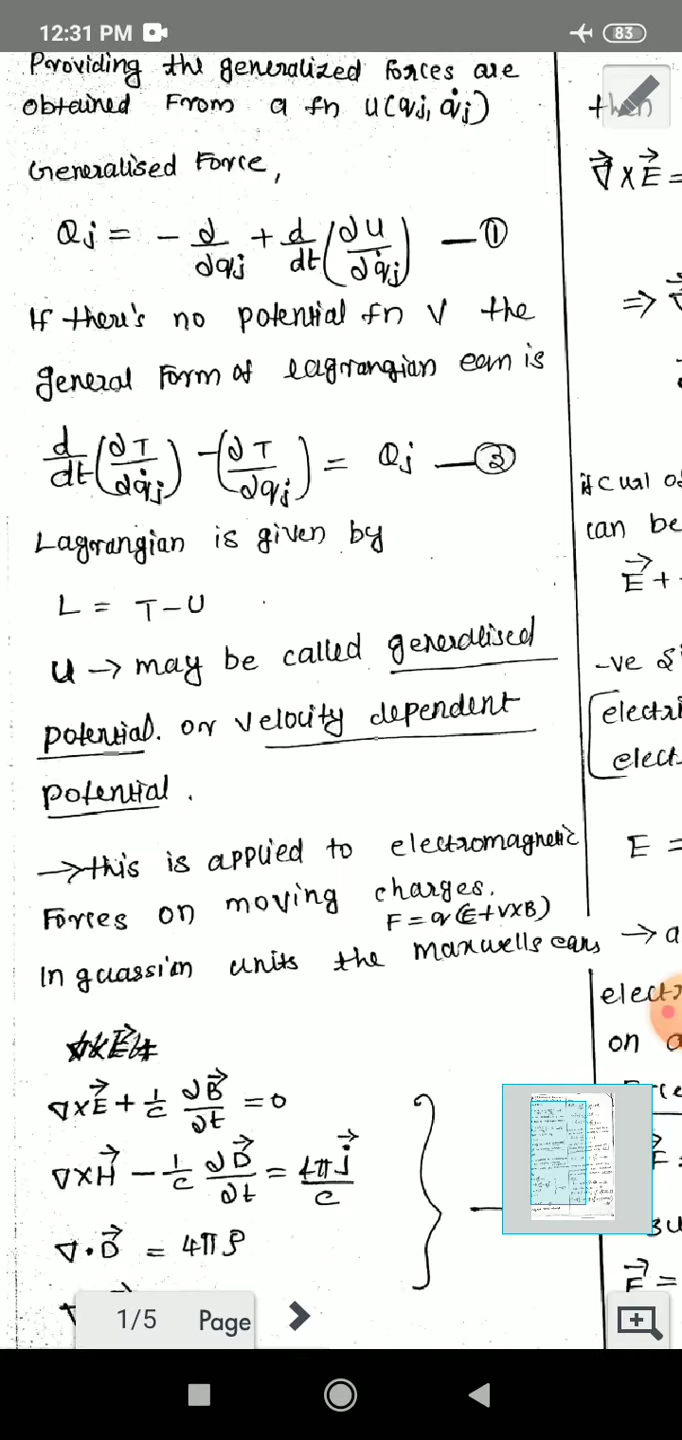 12:31 PM
83
Providing the generalized Forces are
obtained From a fn U(qj, q̇j)
Generalised Force,
Qj = - ∂/∂qj + d/dt(∂U/∂q̇j) —①
If there's no potential fn V the
general Form of lagrangian eqn is
d/dt(∂T/∂q̇j) -(∂T/∂qj) = Qj —②
Lagrangian is given by
L = T-U
U → may be called generalised
potential. or velocity dependent
potential.
→ this is applied to electromagnetic
Forces on moving charges.
F = q(E+V×B)
In guassian units the maxwells eqns
∇×E⃗ + 1/c ∂B⃗/∂t = 0
∇×H⃗ - 1/c ∂D⃗/∂t = 4πj⃗/c
∇·D⃗ = 4πρ
∇⃗×E⃗ =
⇒
can be
E⃗ +
-ve
electri
elect
E =
→ a
elect
on a
F⃗ =
E⃗ =
1/5 Page